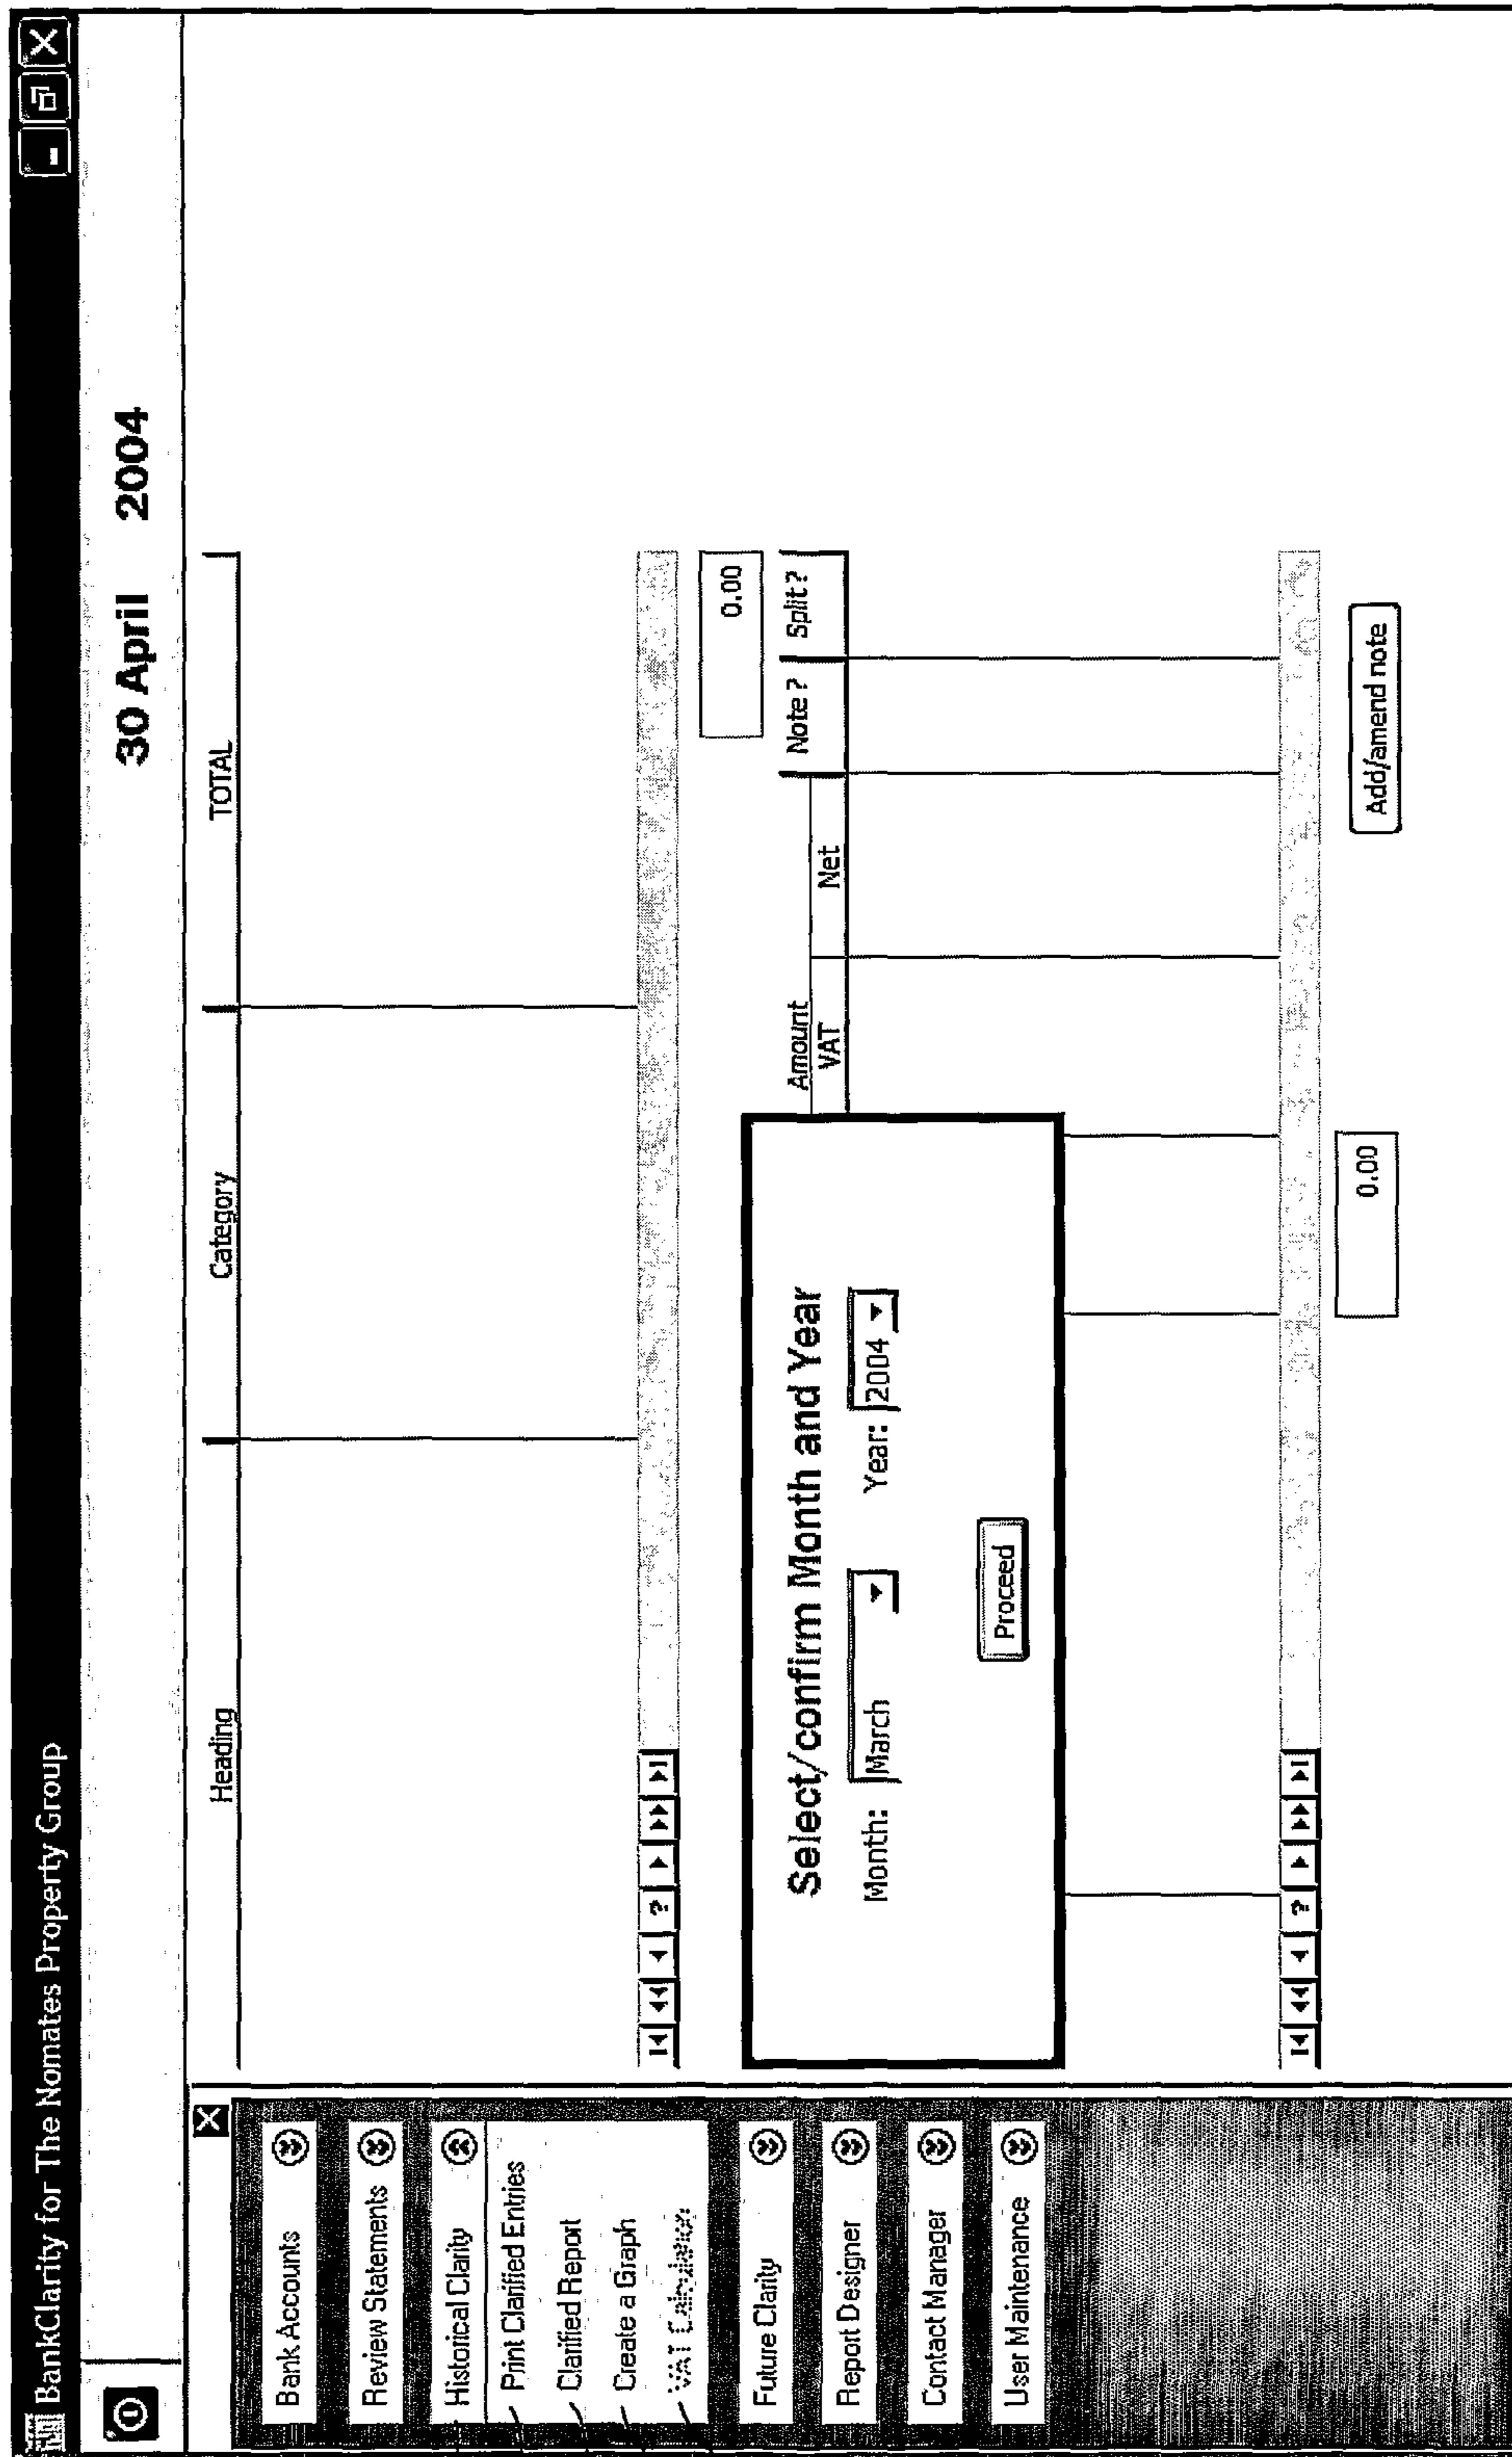 BankClarity for The Nomates Property Group
30 April 2004
Bank Accounts
Review Statements
Historical Clarity
Print Clarified Entries
Clarified Report
Create a Graph
VAT Calculation
Future Clarity
Report Designer
Contact Manager
User Maintenance
Heading Category TOTAL
?
0.00
Amount Note? Split?
VAT Net
Select/confirm Month and Year
Month: March Year: 2004
Proceed
?
0.00
Add/amend note